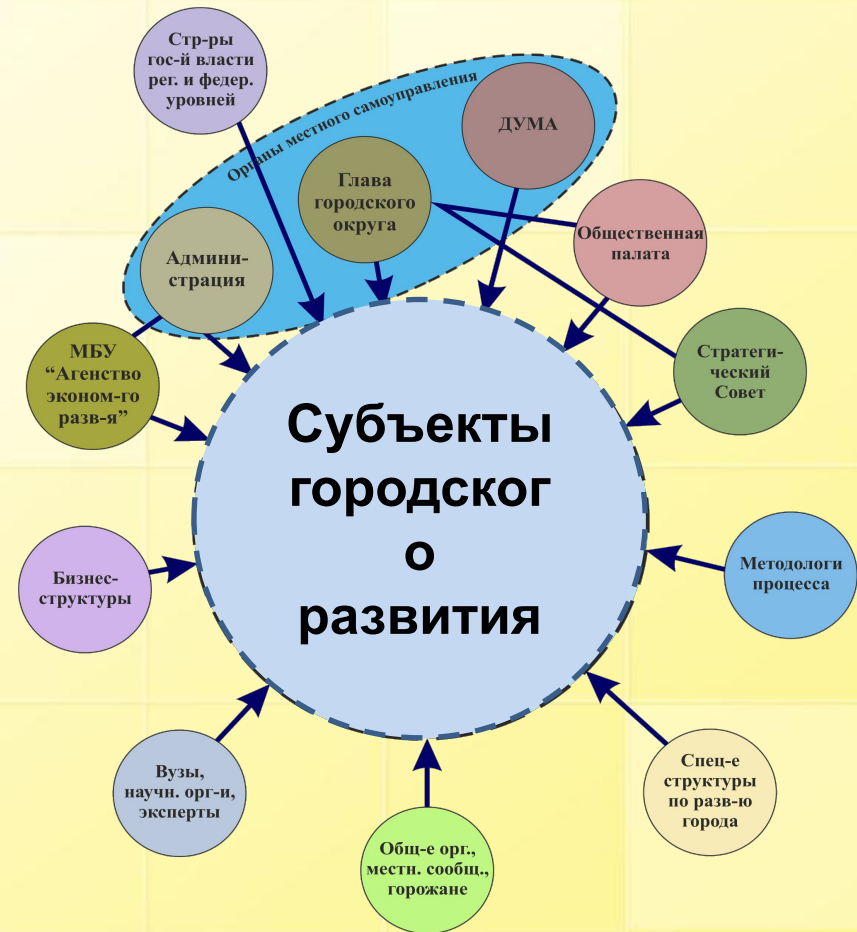 Стр-ры
гос-й власти
рег. и федер.
уровней
Органы местного самоуправления
ДУМА
Глава
городского
округа
Админи-
страция
Общественная
палата
МБУ
“Агенство
эконом-го
разв-я”
Стратеги-
ческий
Совет
Субъекты
городског
о
развития
Бизнес-
структуры
Методологи
процесса
Вузы,
научн. орг-и,
эксперты
Спец-е
структуры
по разв-ю
города
Общ-е орг.,
местн. сообщ.,
горожане